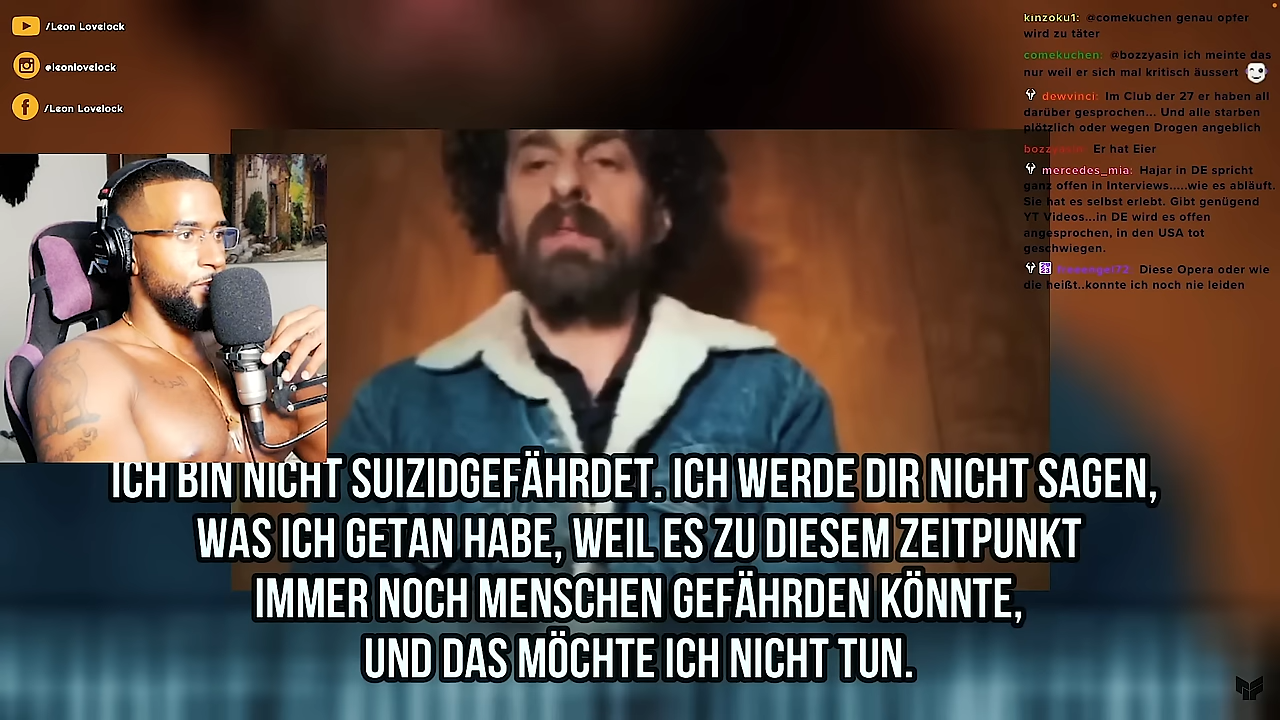 /Leon Lovelock
@leonlovelock
/Leon Lovelock
kınzoku1: @comekuchen genau opfer
wird zu täter
comekuchen: @bozzyasin ich meinte das
nur weil er sich mal kritisch äussert
dewvinci: Im Club der 27 er haben all
darüber gesprochen... Und alle starben
plötzlich oder wegen Drogen angeblich
bozzyasin: Er hat Eier
mercedes_mia: Hajar in DE spricht
ganz offen in Interviews.....wie es abläuft.
Sie hat es selbst erlebt. Gibt genügend
YT Videos...in DE wird es offen
angesprochen, in den USA tot
geschwiegen.
Diese Opera oder wie
die heißt..konnte ich noch nie leiden
ICH BIN NICHT SUIZIDGEFÄHRDET. ICH WERDE DIR NICHT SAGEN,
WAS ICH GETAN HABE, WEIL ES ZU DIESEM ZEITPUNKT
IMMER NOCH MENSCHEN GEFÄHRDEN KÖNNTE,
UND DAS MÖCHTE ICH NICHT TUN.